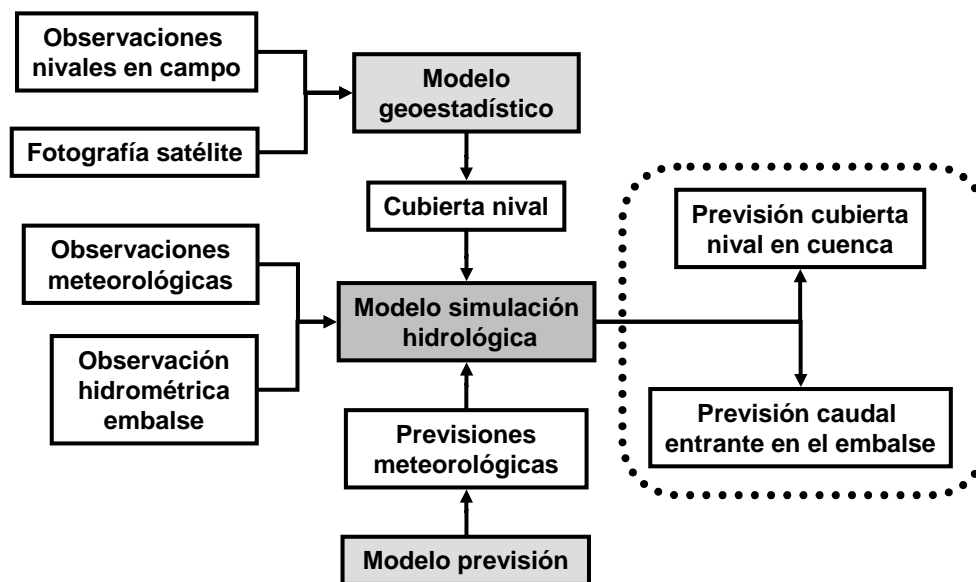 Observaciones
nivales en campo
Fotografía satélite
Modelo
geoestadístico
Cubierta nival
Observaciones
meteorológicas
Observación
hidrométrica
embalse
Modelo simulación
hidrológica
Previsiones
meteorológicas
Modelo previsión
Previsión cubierta
nival en cuenca
Previsión caudal
entrante en el embalse